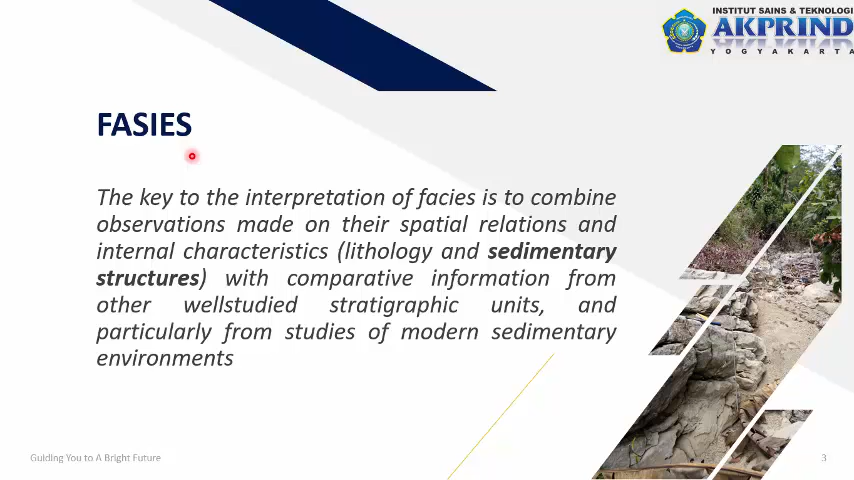 INSTITUT SAINS & TEKNOLOGI
AKPRIND
YOGYAKARTA
FASIES
The key to the interpretation of facies is to combine
observations made on their spatial relations and
internal characteristics (lithology and sedimentary
structures) with comparative information from
other wellstudied stratigraphic units, and
particularly from studies of modern sedimentary
environments
Guiding You to A Bright Future
3